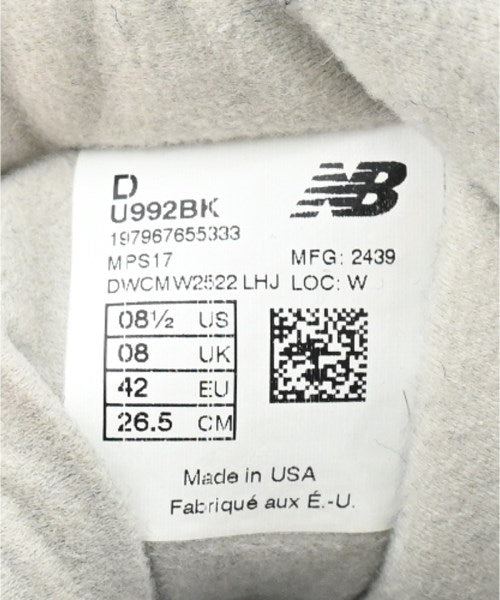 D
NB
U992BK
197967655333
MPS17 MFG: 2439
DWCMW2522 LHJ LOC: W
08½ US
08 UK
42 EU
26.5 CM
Made in USA
Fabriqué aux É.-U.